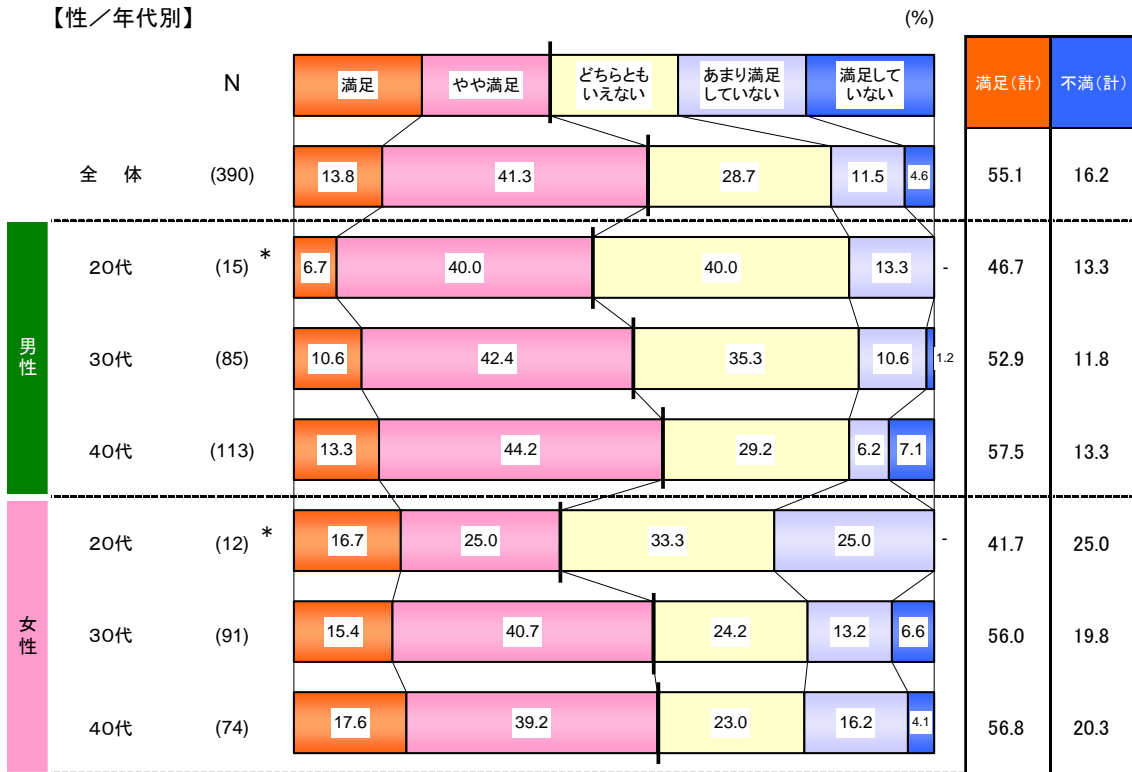 【性／年代別】 (%)
N 満足 やや満足 どちらとも あまり満足 満足して 満足(計) 不満(計)
いえない していない いない
全 体 (390) 13.8 41.3 28.7 11.5 4.6 55.1 16.2
男性
20代 (15) * 6.7 40.0 40.0 13.3 - 46.7 13.3
30代 (85) 10.6 42.4 35.3 10.6 1.2 52.9 11.8
40代 (113) 13.3 44.2 29.2 6.2 7.1 57.5 13.3
女性
20代 (12) * 16.7 25.0 33.3 25.0 - 41.7 25.0
30代 (91) 15.4 40.7 24.2 13.2 6.6 56.0 19.8
40代 (74) 17.6 39.2 23.0 16.2 4.1 56.8 20.3